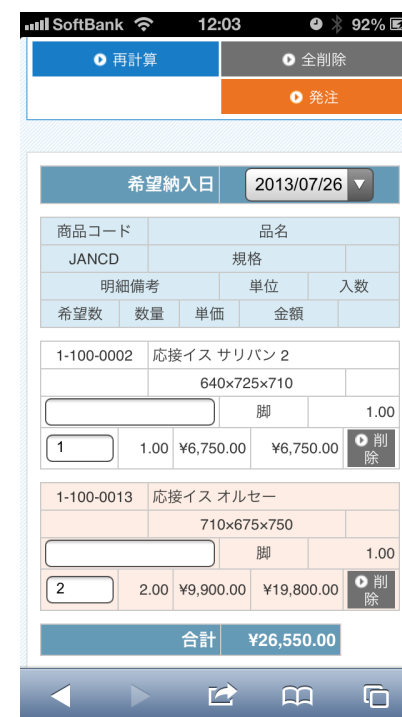 SoftBank 12:03 92%
再計算 全削除
発注
希望納入日 2013/07/26
商品コード 品名
JANCD 規格
明細備考 単位 入数
希望数 数量 単価 金額
1-100-0002 応接イス サリバン 2
640×725×710
脚 1.00
1 1.00 ¥6,750.00 ¥6,750.00 削
除
1-100-0013 応接イス オルセー
710×675×750
脚 1.00
2 2.00 ¥9,900.00 ¥19,800.00 削
除
合計 ¥26,550.00